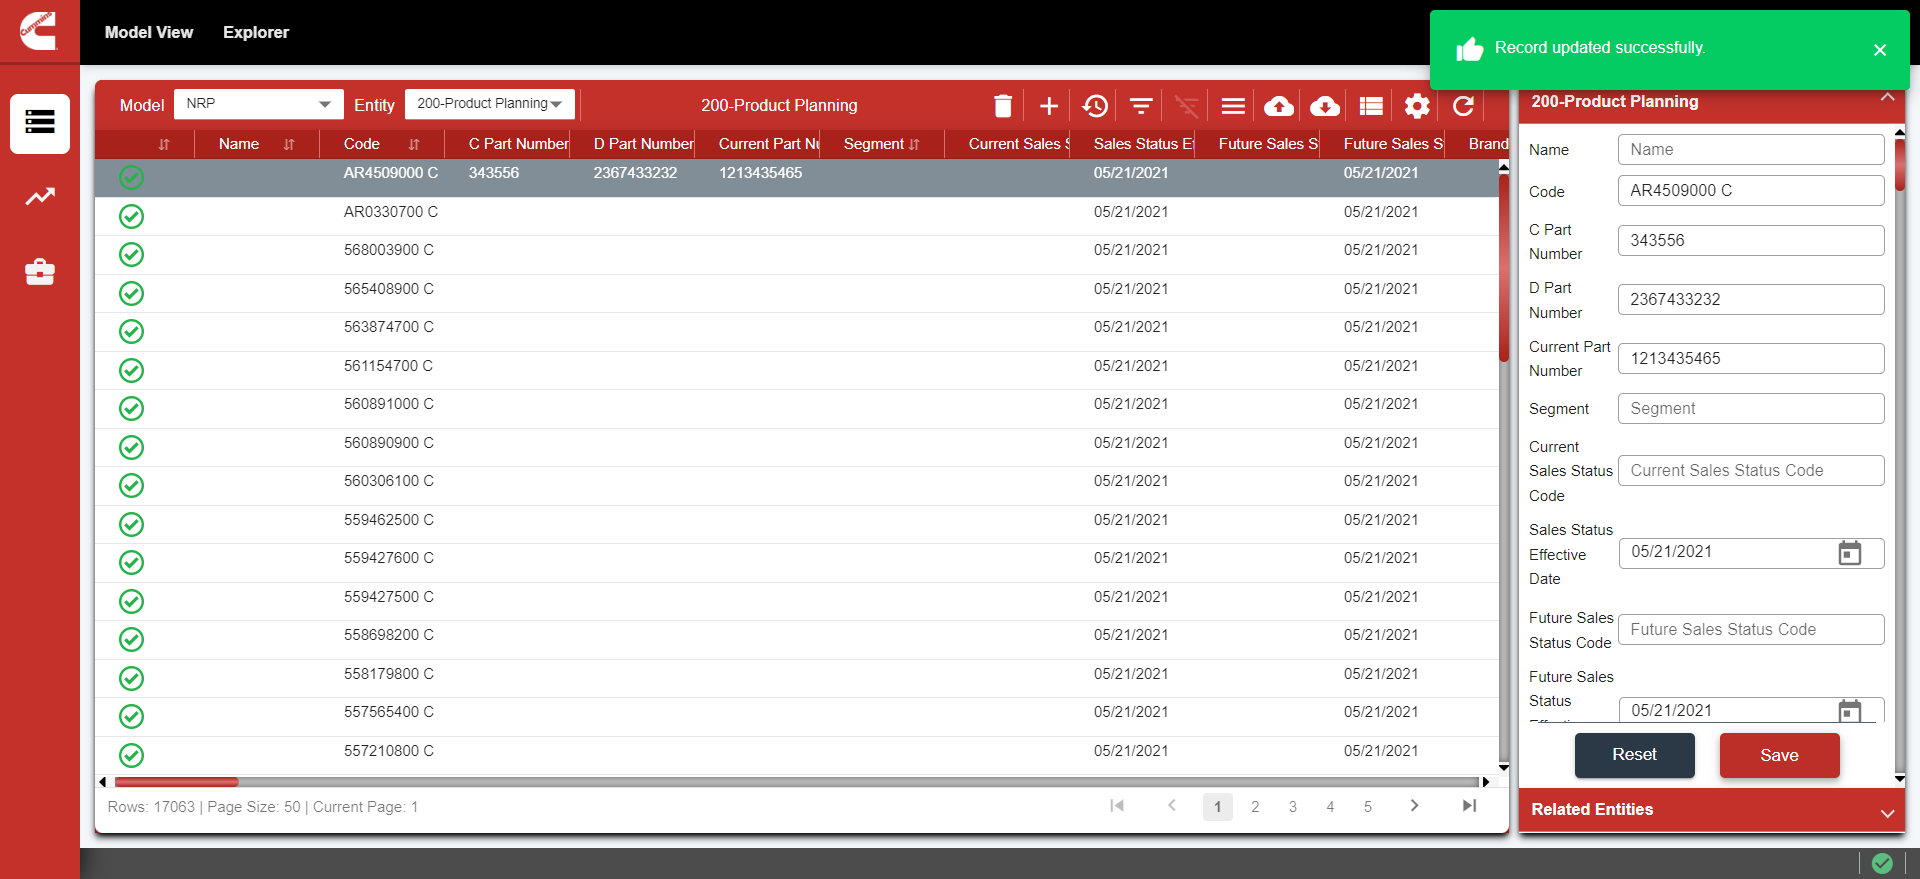 Cummins
Model View
Explorer
Record updated successfully.
Model
NRP
Entity
200-Product Planning
200-Product Planning
Name
Code
C Part Number
D Part Number
Current Part Nu
Segment
Current Sales S
Sales Status Ef
Future Sales S
Future Sales S
Brand
AR4509000 C 343556 2367433232 1213435465 05/21/2021 05/21/2021
AR0330700 C 05/21/2021 05/21/2021
568003900 C 05/21/2021 05/21/2021
565408900 C 05/21/2021 05/21/2021
563874700 C 05/21/2021 05/21/2021
561154700 C 05/21/2021 05/21/2021
560891000 C 05/21/2021 05/21/2021
560890900 C 05/21/2021 05/21/2021
560306100 C 05/21/2021 05/21/2021
559462500 C 05/21/2021 05/21/2021
559427600 C 05/21/2021 05/21/2021
559427500 C 05/21/2021 05/21/2021
558698200 C 05/21/2021 05/21/2021
558179800 C 05/21/2021 05/21/2021
557565400 C 05/21/2021 05/21/2021
557210800 C 05/21/2021 05/21/2021
Rows: 17063 | Page Size: 50 | Current Page: 1
1 2 3 4 5
200-Product Planning
Name
Name
Code
AR4509000 C
C Part
Number
343556
D Part
Number
2367433232
Current Part
Number
1213435465
Segment
Segment
Current
Sales Status
Code
Current Sales Status Code
Sales Status
Effective
Date
05/21/2021
Future Sales
Status Code
Future Sales Status Code
Future Sales
Status
05/21/2021
Reset
Save
Related Entities